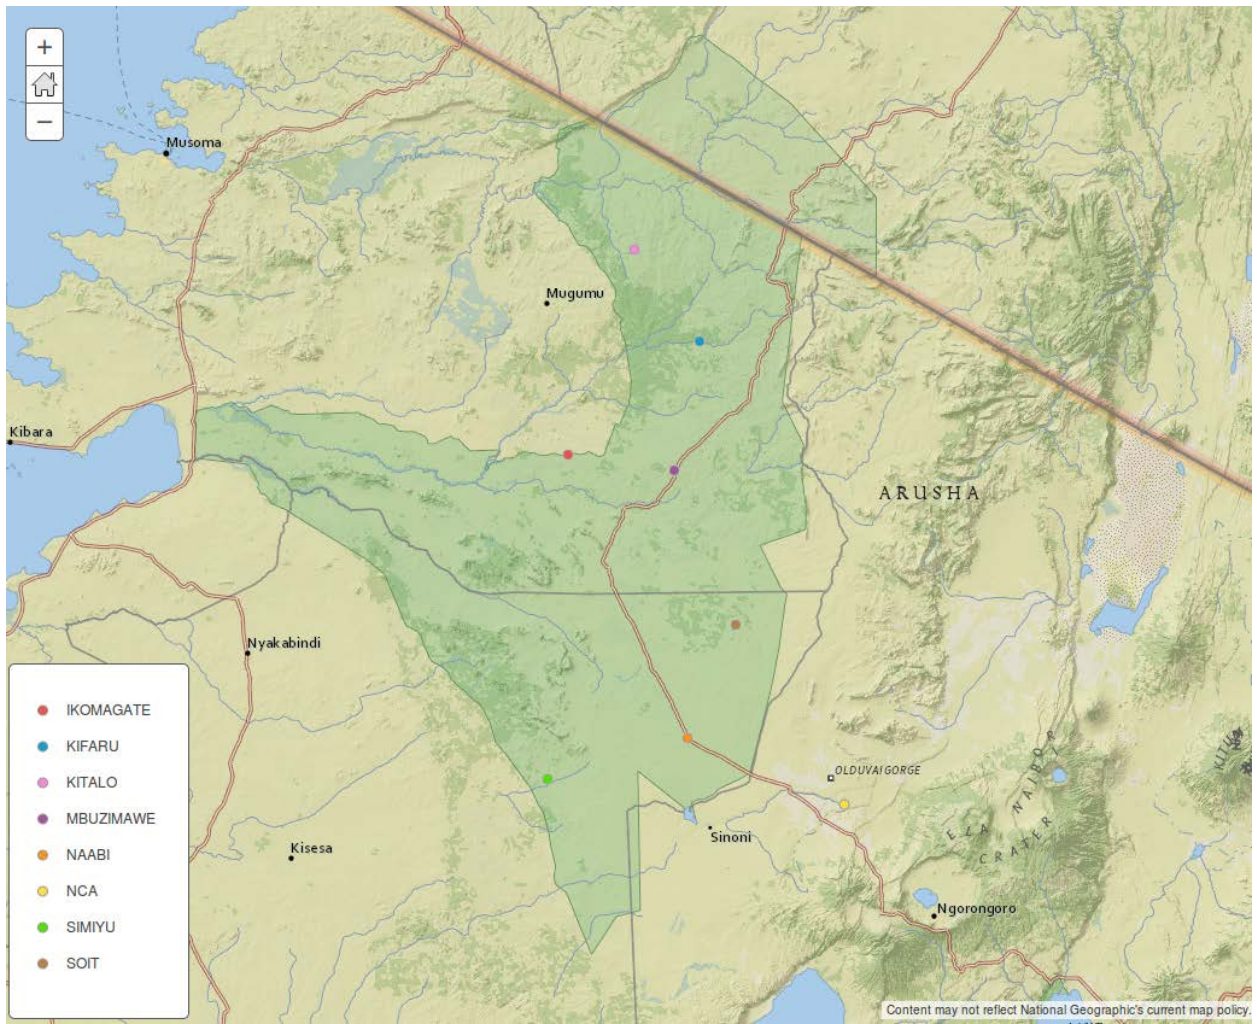 +
−
Musoma
Mugumu
Kibara
ARUSHA
Nyakabindi
OLDUVAI GORGE
Sinoni
Kisesa
Ngorongoro
CRATER
IKOMAGATE
KIFARU
KITALO
MBUZIMAWE
NAABI
NCA
SIMIYU
SOIT
Content may not reflect National Geographic's current map policy.